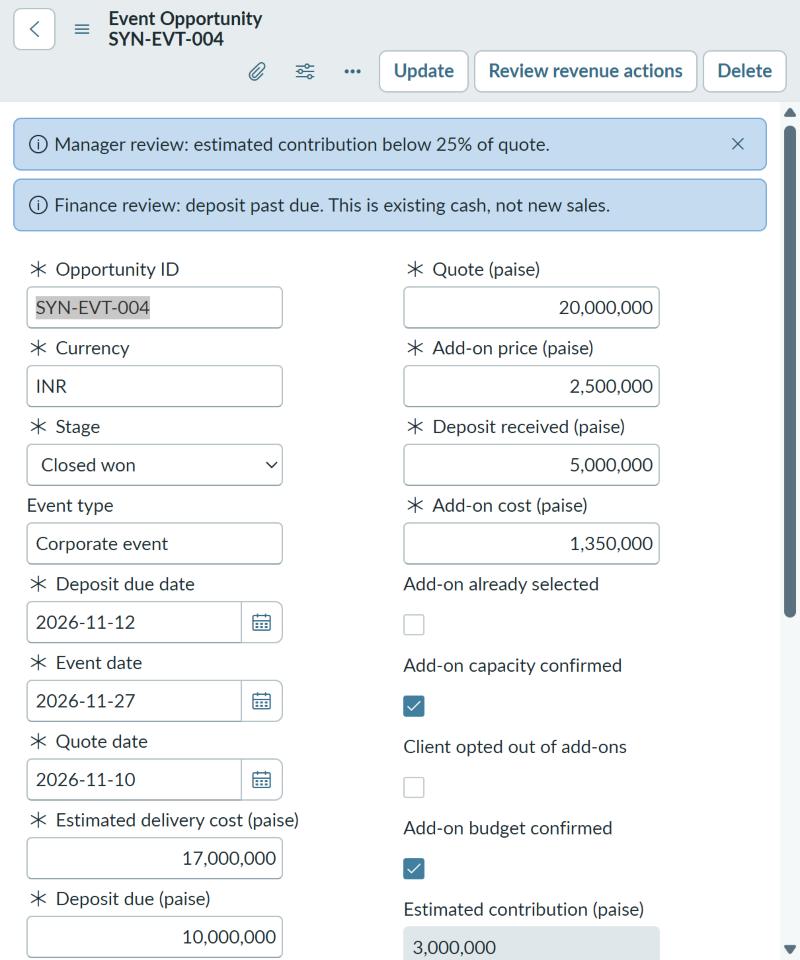 Event Opportunity
SYN-EVT-004
Update
Review revenue actions
Delete
Manager review: estimated contribution below 25% of quote.
Finance review: deposit past due. This is existing cash, not new sales.
Opportunity ID
SYN-EVT-004
Currency
INR
Stage
Closed won
Event type
Corporate event
Deposit due date
2026-11-12
Event date
2026-11-27
Quote date
2026-11-10
Estimated delivery cost (paise)
17,000,000
Deposit due (paise)
10,000,000
Quote (paise)
20,000,000
Add-on price (paise)
2,500,000
Deposit received (paise)
5,000,000
Add-on cost (paise)
1,350,000
Add-on already selected
Add-on capacity confirmed
Client opted out of add-ons
Add-on budget confirmed
Estimated contribution (paise)
3,000,000